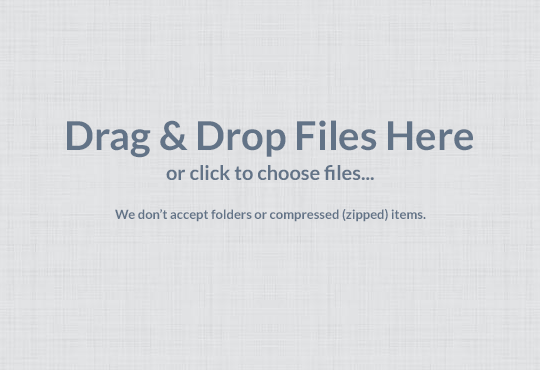 Drag & Drop Files Here
or click to choose files...
We don't accept folders or compressed (zipped) items.